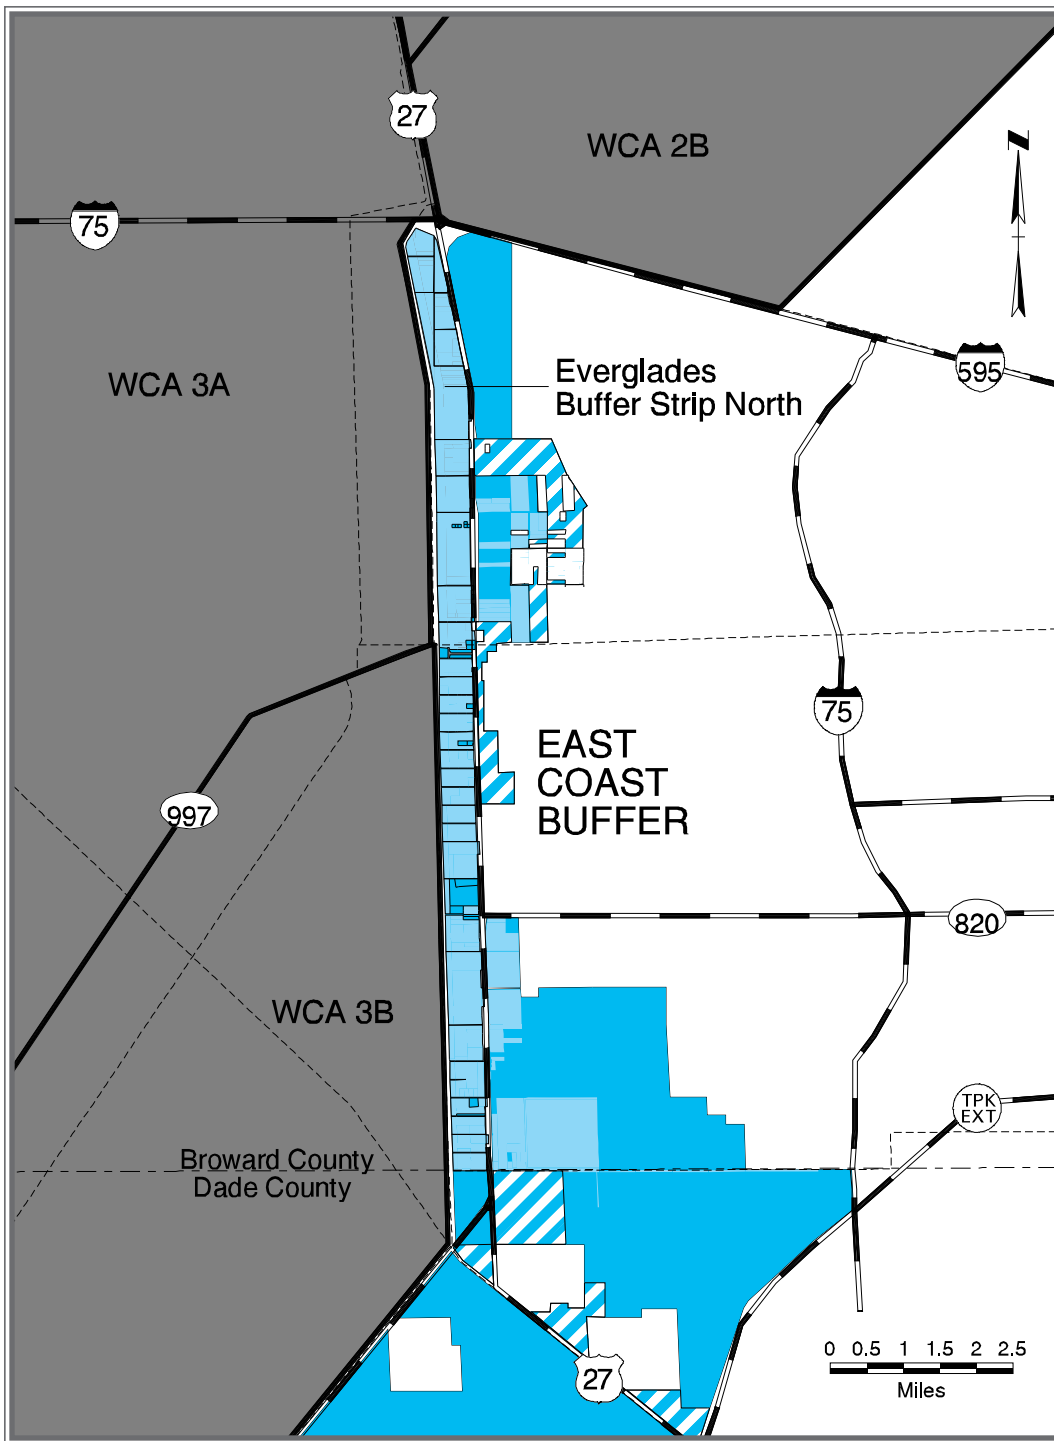 27
WCA 2B
N
75
WCA 3A
Everglades
Buffer Strip North
595
75
EAST
COAST
BUFFER
997
820
WCA 3B
TPK
EXT
Broward County
Dade County
0 0.5 1 1.5 2 2.5
Miles
27